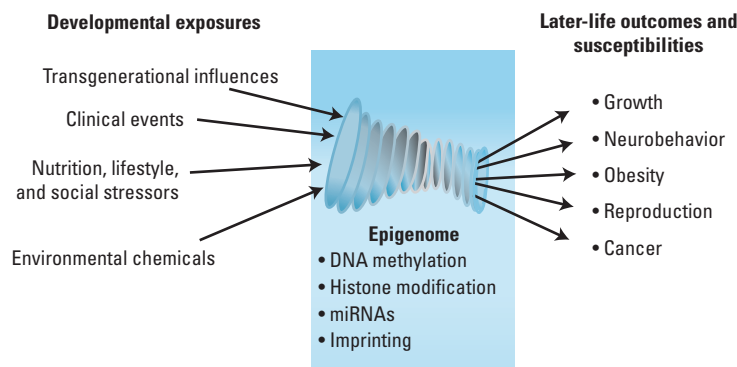 Developmental exposures
Transgenerational influences
Clinical events
Nutrition, lifestyle,
and social stressors
Environmental chemicals
Epigenome
• DNA methylation
• Histone modification
• miRNAs
• Imprinting
Later-life outcomes and
susceptibilities
• Growth
• Neurobehavior
• Obesity
• Reproduction
• Cancer